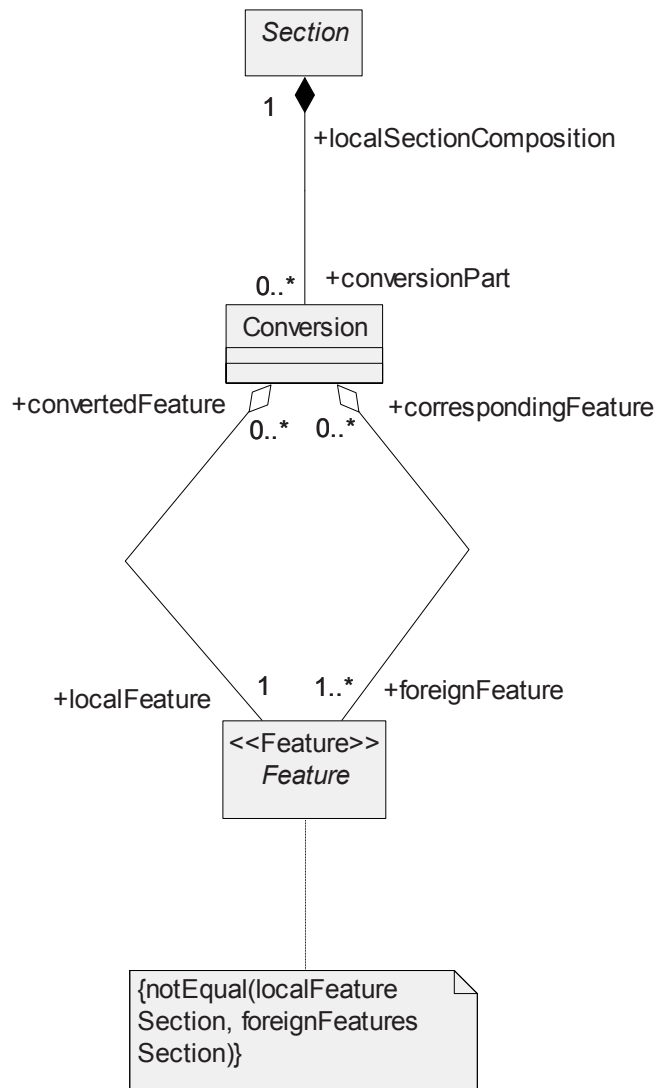 Section
1
+localSectionComposition
0..*
+conversionPart
Conversion
+convertedFeature
+correspondingFeature
0..*
0..*
+localFeature
1
1..*
+foreignFeature
<<Feature>>
Feature
{notEqual(localFeature
Section, foreignFeatures
Section)}